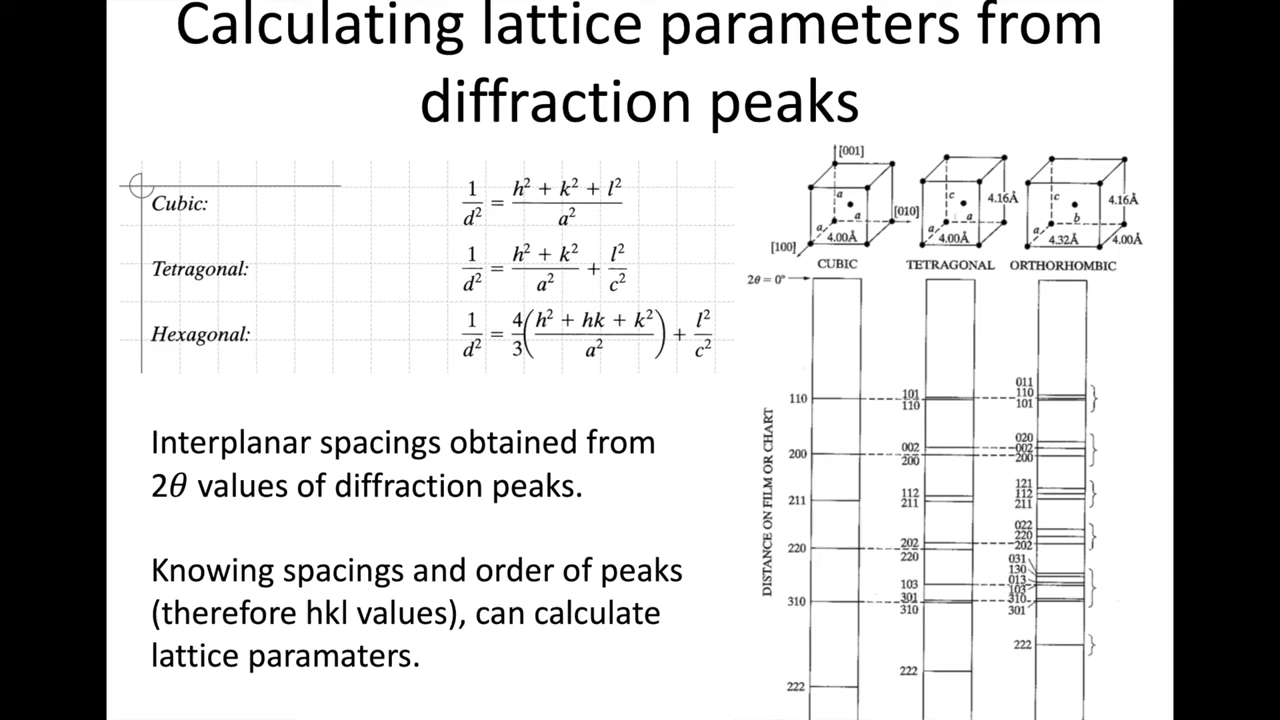 Calculating lattice parameters from
diffraction peaks
Cubic:
1/d² = (h² + k² + l²)/a²
Tetragonal:
1/d² = (h² + k²)/a² + l²/c²
Hexagonal:
1/d² = 4/3((h² + hk + k²)/a²) + l²/c²
Interplanar spacings obtained from
2θ values of diffraction peaks.
Knowing spacings and order of peaks
(therefore hkl values), can calculate
lattice paramaters.
[001]
a
a
[010]
a
[100]
4.00Å
c
4.16Å
a
a
4.00Å
c
4.16Å
b
a
4.32Å
4.00Å
CUBIC
TETRAGONAL
ORTHORHOMBIC
2θ = 0°
DISTANCE ON FILM OR CHART
110
200
211
220
310
222
101
110
002
200
112
211
202
220
103
301
310
222
011
110
101
020
002
200
121
112
211
022
220
202
031
130
013
103
310
301
222